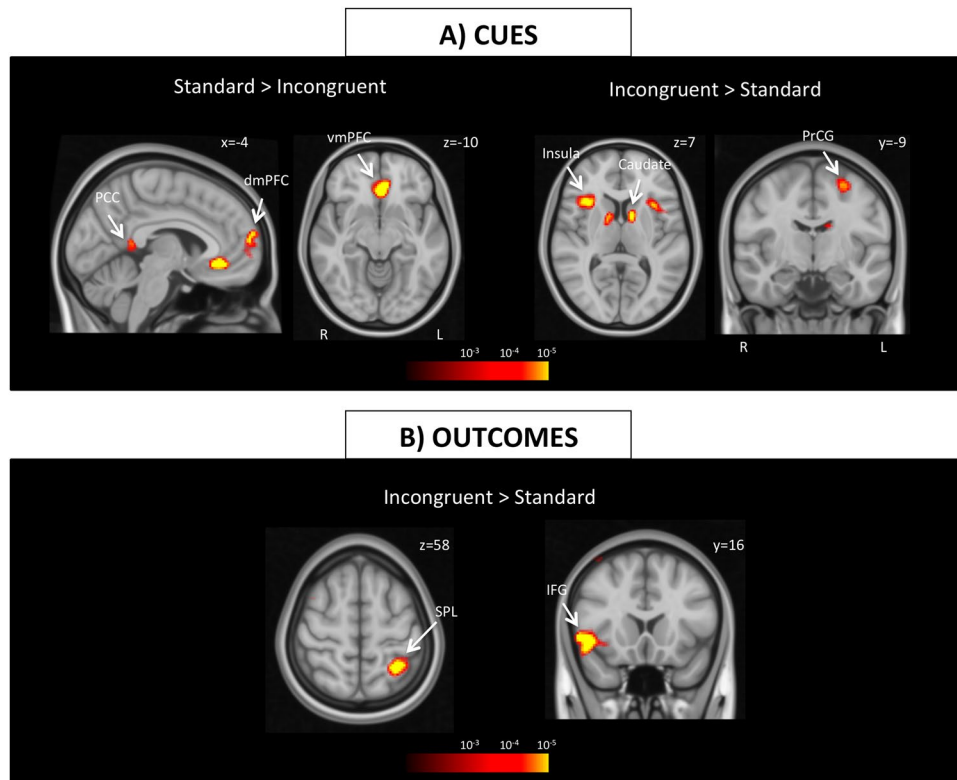 A) CUES
Standard > Incongruent
Incongruent > Standard
x=-4
vmPFC
z=-10
dmPFC
PCC
Insula
Caudate
z=7
PrCG
y=-9
R
L
R
L
10-3
10-4
10-5
B) OUTCOMES
Incongruent > Standard
z=58
SPL
y=16
IFG
10-3
10-4
10-5